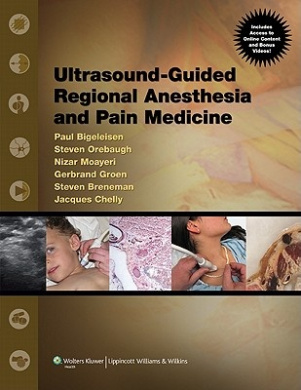 Includes
Access to
Online Content
and Bonus
Videos!
Ultrasound-Guided
Regional Anesthesia
and Pain Medicine
Paul Bigeleisen
Steven Orebaugh
Nizar Moayeri
Gerbrand Groen
Steven Breneman
Jacques Chelly
Wolters Kluwer | Lippincott Williams & Wilkins
Health